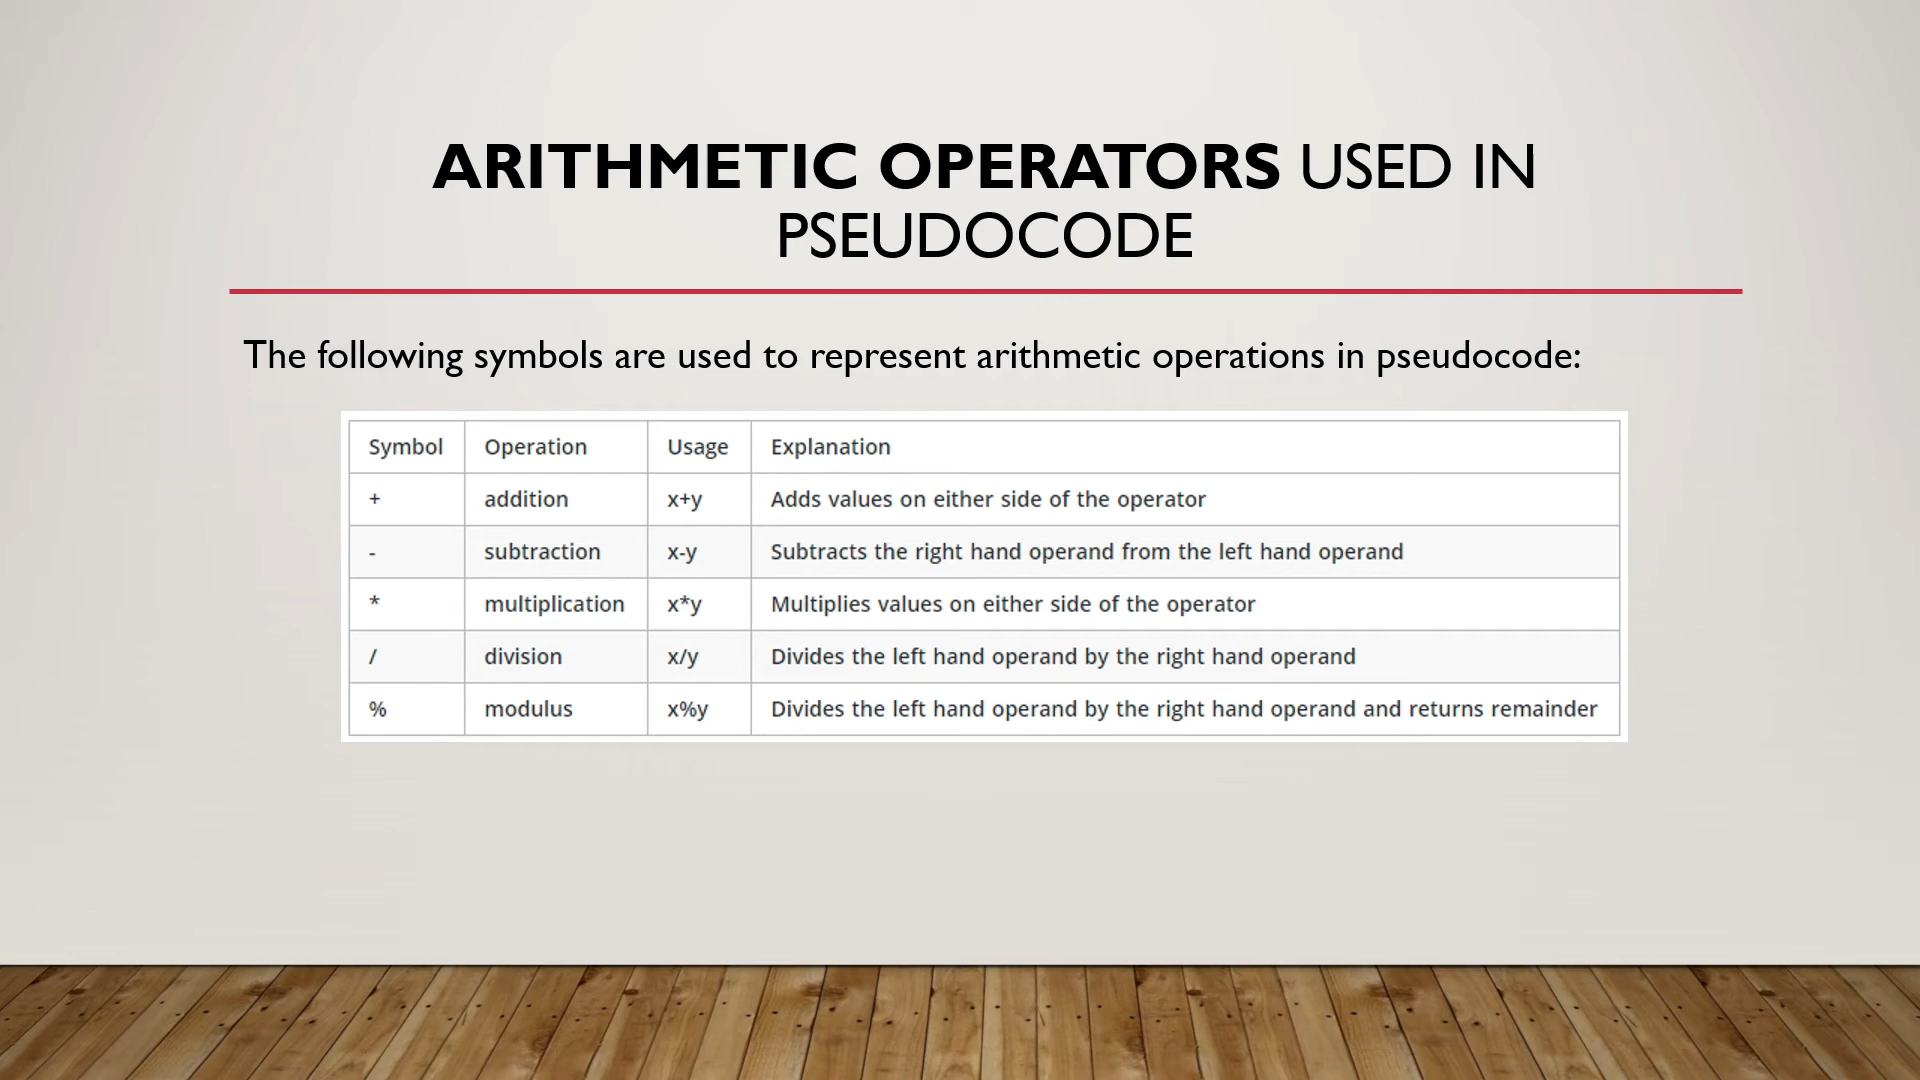 ARITHMETIC OPERATORS USED IN
PSEUDOCODE
The following symbols are used to represent arithmetic operations in pseudocode:
Symbol Operation Usage Explanation
+ addition x+y Adds values on either side of the operator
- subtraction x-y Subtracts the right hand operand from the left hand operand
* multiplication x*y Multiplies values on either side of the operator
/ division x/y Divides the left hand operand by the right hand operand
% modulus x%y Divides the left hand operand by the right hand operand and returns remainder